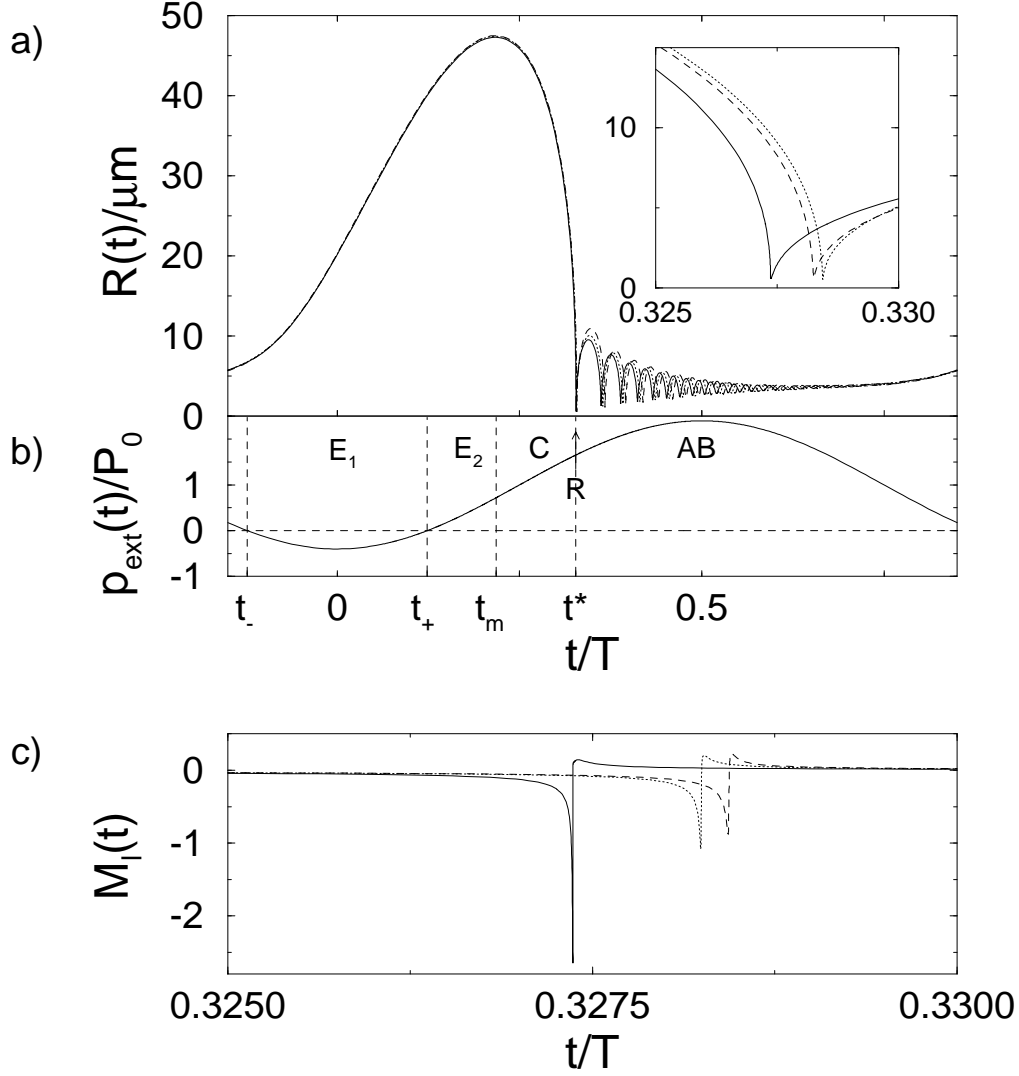 a)
R(t)/μm
50
40
30
20
10
0
10
0
0.325
0.330
b)
p_ext(t)/P_0
1
0
-1
E_1
E_2
C
R
AB
t_-
0
t_+
t_m
t*
0.5
t/T
c)
M_l(t)
0
-1
-2
0.3250
0.3275
0.3300
t/T